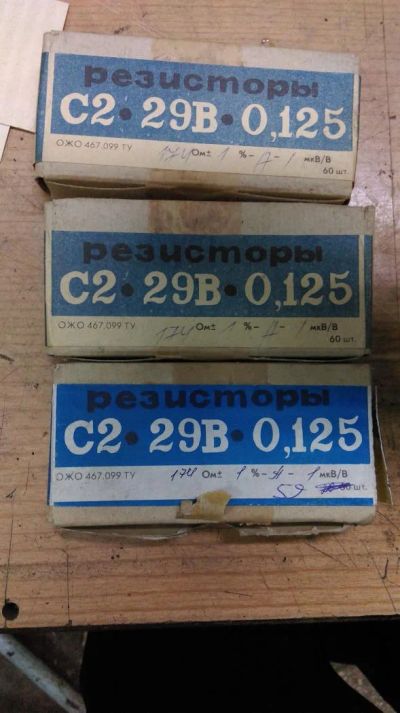 резисторы
С2•29В•0,125
ОЖО 467.099 ТУ 174 Ом± 1 %- А - 1 мкВ/В
60 шт.
резисторы
С2•29В•0,125
ОЖО 467.099 ТУ 174 Ом± 1 %- А - 1 мкВ/В
60 шт.
резисторы
С2•29В•0,125
ОЖО 467.099 ТУ 174 Ом± 1 %- А - 1 мкВ/В
59 шт.